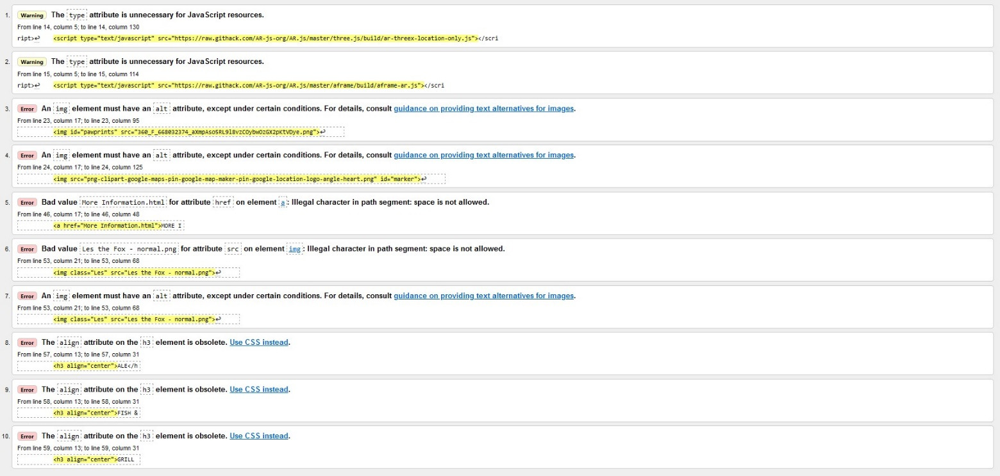 1. Warning The type attribute is unnecessary for JavaScript resources.
From line 14, column 5; to line 14, column 130
ript>↩ <script type="text/javascript" src="https://raw.githack.com/AR-js-org/AR.js/master/three.js/build/ar-threex-location-only.js"></scri
2. Warning The type attribute is unnecessary for JavaScript resources.
From line 15, column 5; to line 15, column 114
ript>↩ <script type="text/javascript" src="https://raw.githack.com/AR-js-org/AR.js/master/aframe/build/aframe-ar.js"></scri
3. Error An img element must have an alt attribute, except under certain conditions. For details, consult guidance on providing text alternatives for images.
From line 23, column 17; to line 23, column 95
<img id="pawprints" src="360_F_668032374_aXmpAso5RL9l8vzCOybwOzGX2pKtVDye.png">↩
4. Error An img element must have an alt attribute, except under certain conditions. For details, consult guidance on providing text alternatives for images.
From line 24, column 17; to line 24, column 125
<img src="png-clipart-google-maps-pin-google-map-maker-pin-google-location-logo-angle-heart.png" id="marker">↩
5. Error Bad value More Information.html for attribute href on element a: Illegal character in path segment: space is not allowed.
From line 46, column 17; to line 46, column 48
<a href="More Information.html">MORE I
6. Error Bad value Les the Fox - normal.png for attribute src on element img: Illegal character in path segment: space is not allowed.
From line 53, column 21; to line 53, column 68
<img class="Les" src="Les the Fox - normal.png">↩
7. Error An img element must have an alt attribute, except under certain conditions. For details, consult guidance on providing text alternatives for images.
From line 53, column 21; to line 53, column 68
<img class="Les" src="Les the Fox - normal.png">↩
8. Error The align attribute on the h3 element is obsolete. Use CSS instead.
From line 57, column 13; to line 57, column 31
<h3 align="center">ALE</h
9. Error The align attribute on the h3 element is obsolete. Use CSS instead.
From line 58, column 13; to line 58, column 31
<h3 align="center">FISH &
10. Error The align attribute on the h3 element is obsolete. Use CSS instead.
From line 59, column 13; to line 59, column 31
<h3 align="center">GRILL